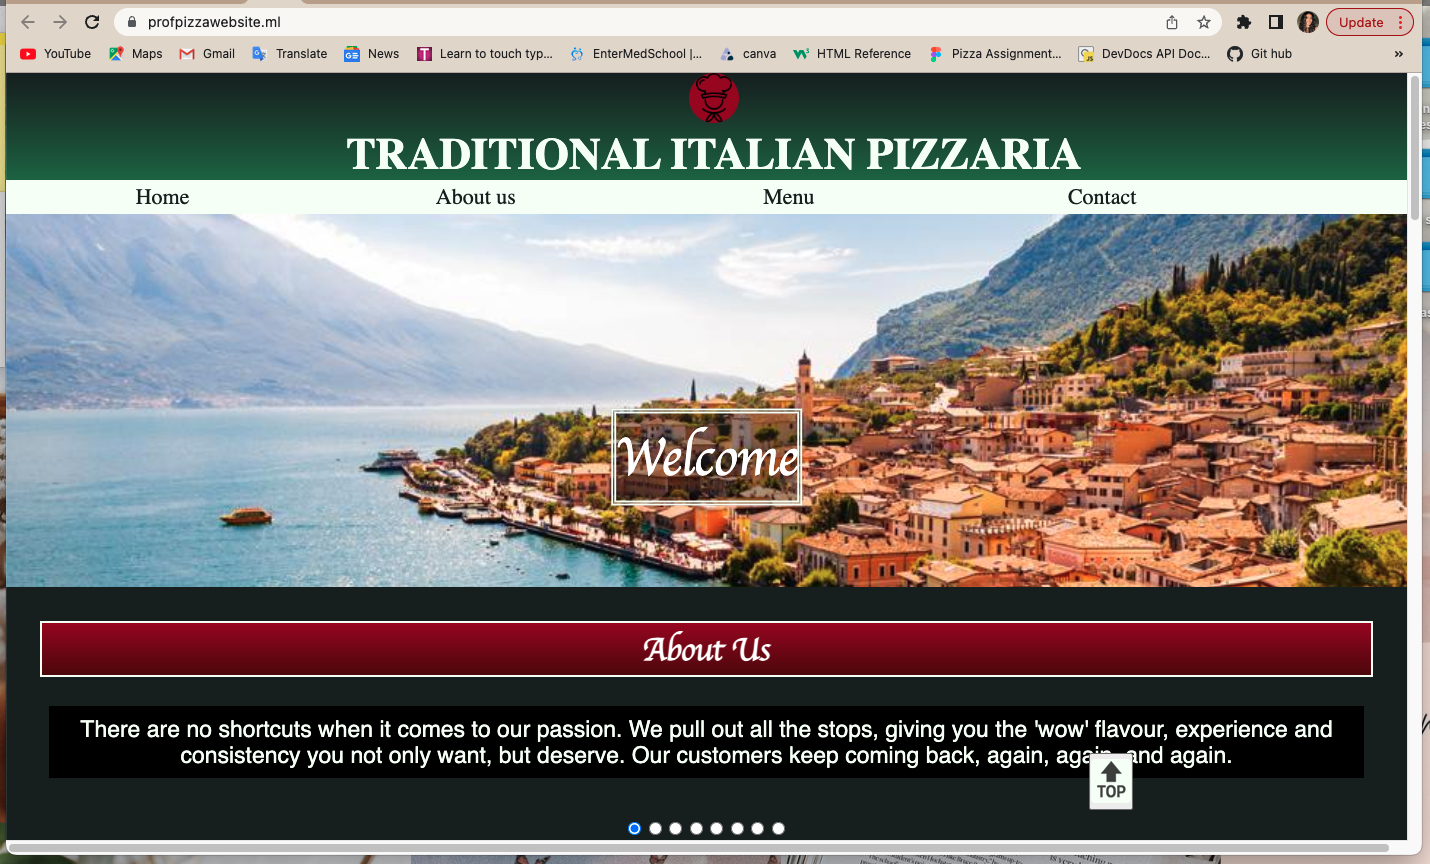 profpizzawebsite.ml
Update
YouTube Maps Gmail Translate News Learn to touch typ... EnterMedSchool |... canva HTML Reference Pizza Assignment... DevDocs API Doc... Git hub »
TRADITIONAL ITALIAN PIZZARIA
Home About us Menu Contact
Welcome
About Us
There are no shortcuts when it comes to our passion. We pull out all the stops, giving you the 'wow' flavour, experience and
consistency you not only want, but deserve. Our customers keep coming back, again, again, and again.
TOP